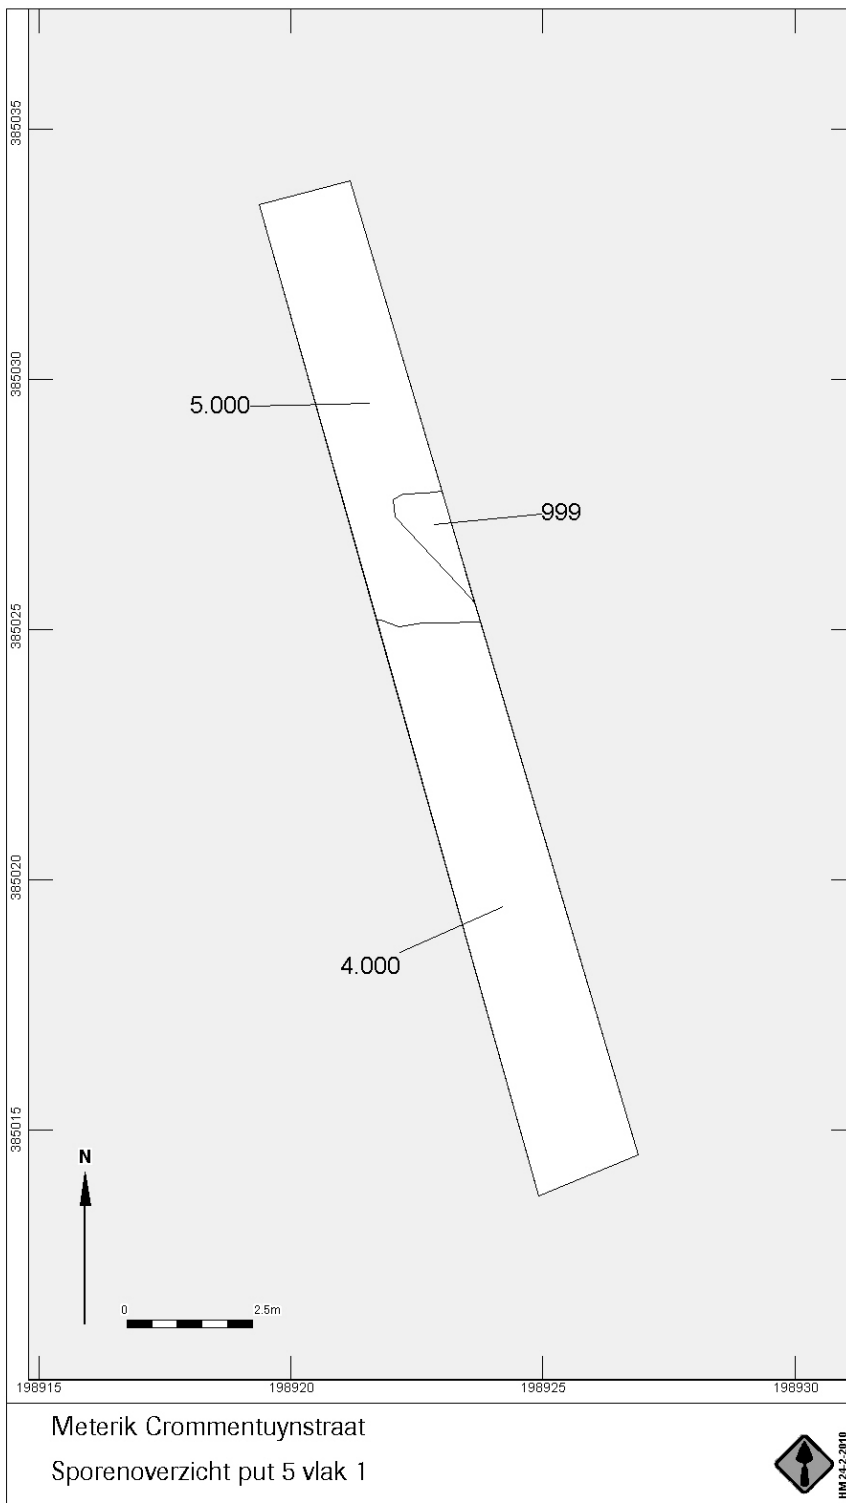 385035
385030
5.000
999
385025
385020
4.000
385015
N
0 2.5m
198915 198920 198925 198930
Meterik Crommentuynstraat
Sporenoverzicht put 5 vlak 1
HM 24-2-2010